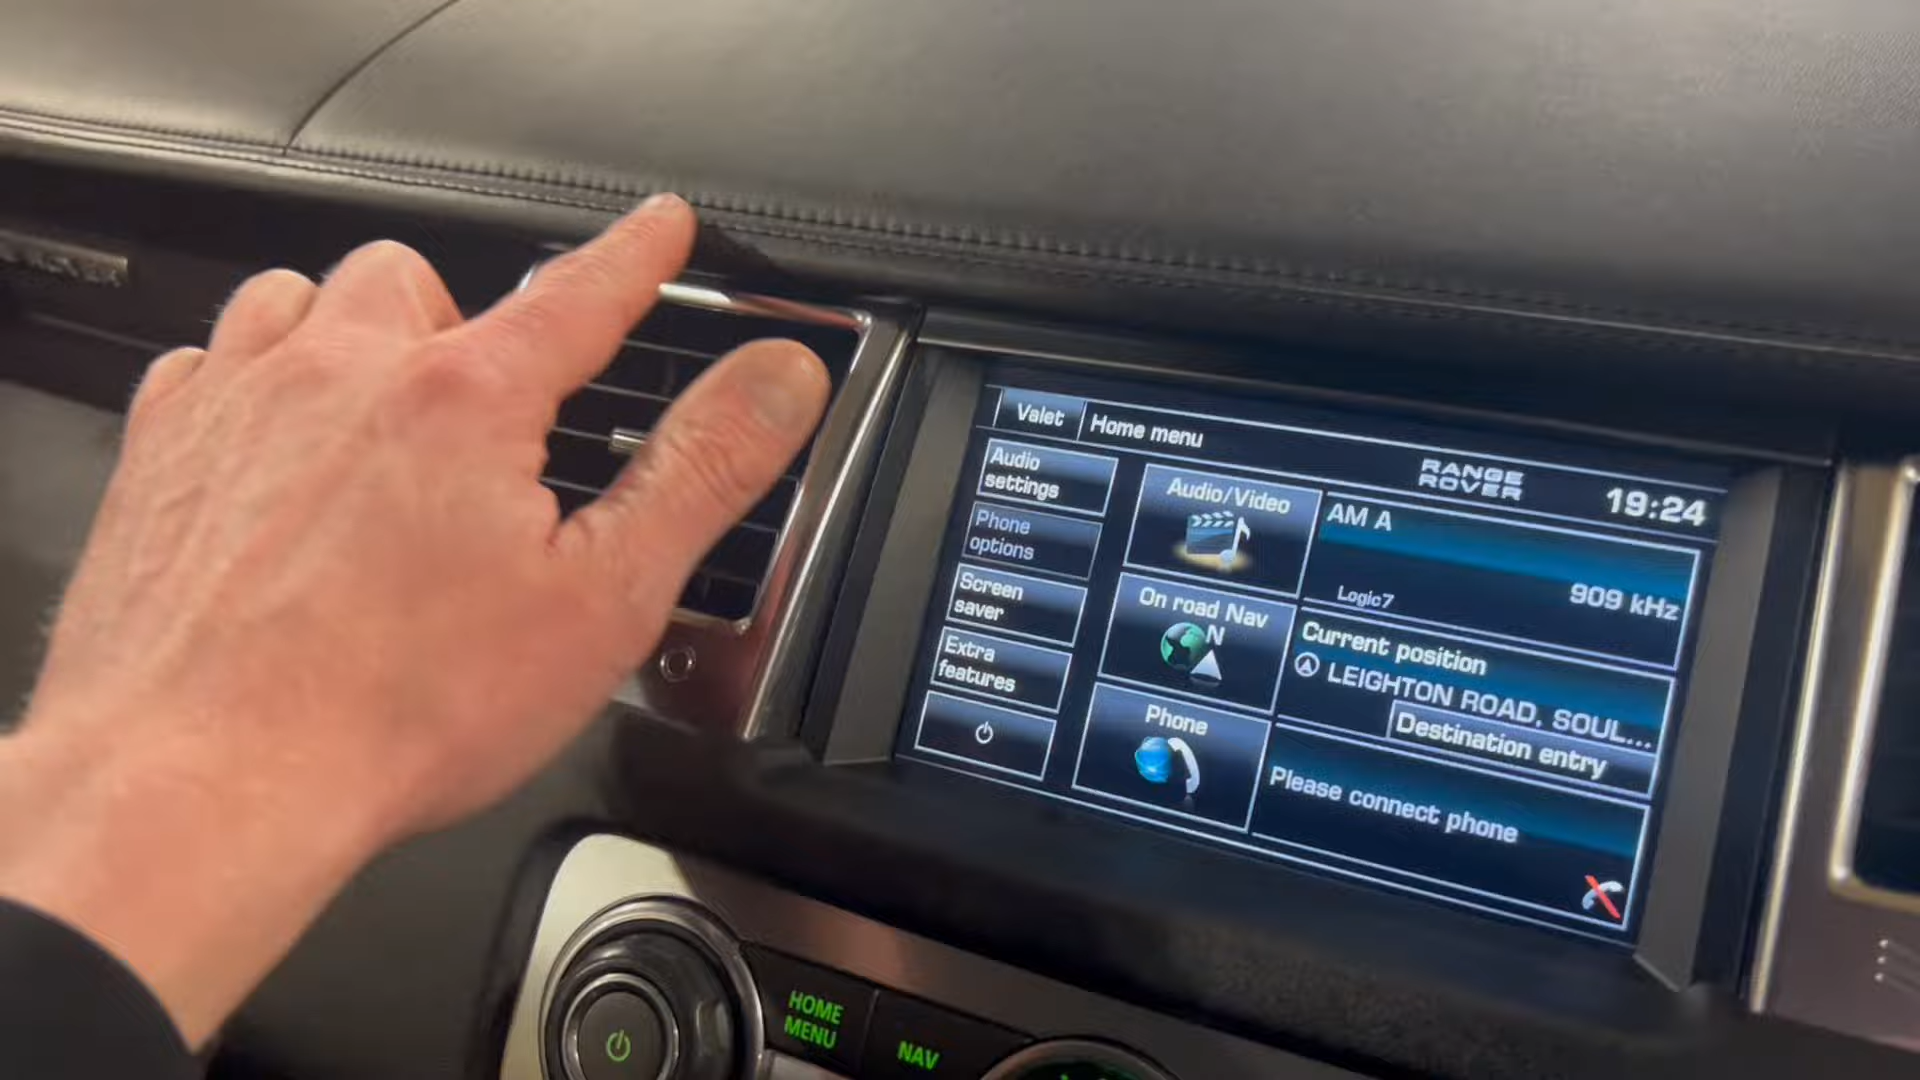 Valet
Home menu
RANGE
ROVER
19:24
Audio
settings
Phone
options
Screen
saver
Extra
features
Audio/Video
On road Nav
N
Phone
AM A
909 kHz
Logic7
Current position
LEIGHTON ROAD, SOUL...
Destination entry
Please connect phone
HOME
MENU
NAV